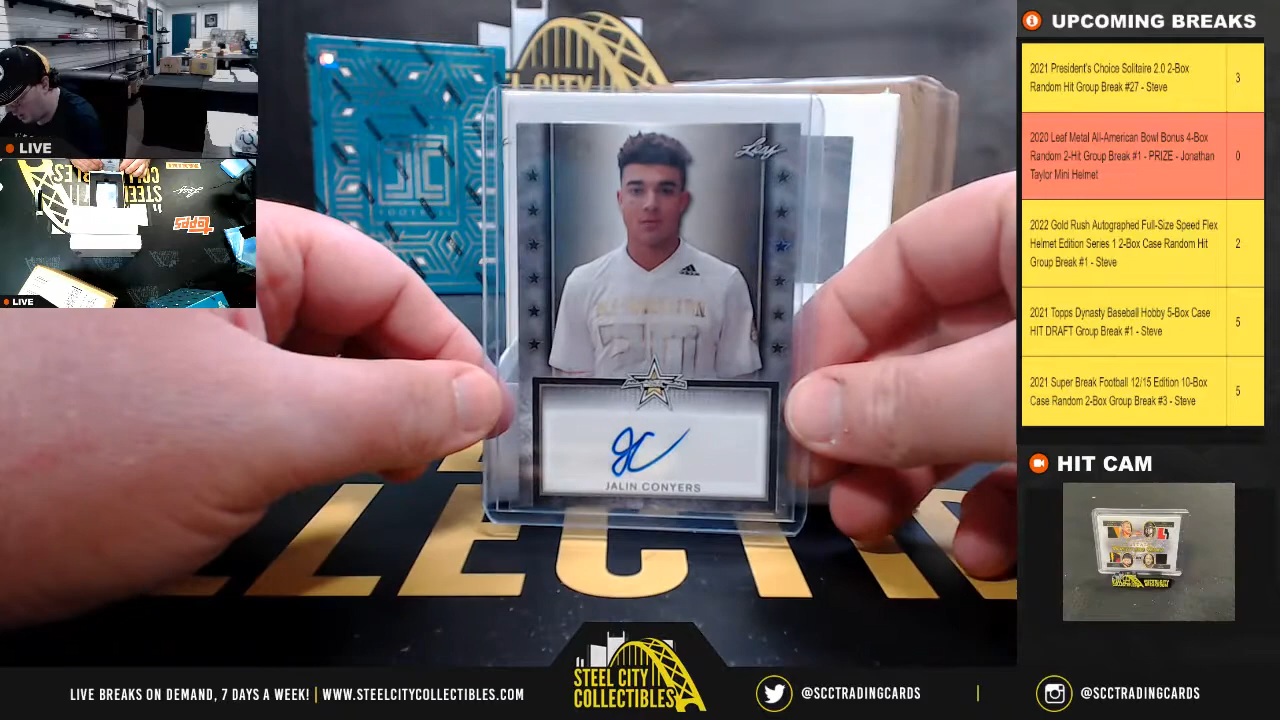 LIVE
LIVE
STEEL CITY
Topps
Leaf
FOOTBALL
JC
JALIN CONYERS
UPCOMING BREAKS
2021 President's Choice Solitaire 2.0 2-Box
Random Hit Group Break #27 - Steve
3
2020 Leaf Metal All-American Bowl Bonus 4-Box
Random 2-Hit Group Break #1 - PRIZE - Jonathan
Taylor Mini Helmet
0
2022 Gold Rush Autographed Full-Size Speed Flex
Helmet Edition Series 1 2-Box Case Random Hit
Group Break #1 - Steve
2
2021 Topps Dynasty Baseball Hobby 5-Box Case
HIT DRAFT Group Break #1 - Steve
5
2021 Super Break Football 12/15 Edition 10-Box
Case Random 2-Box Group Break #3 - Steve
5
HIT CAM
LIVE BREAKS ON DEMAND, 7 DAYS A WEEK! | WWW.STEELCITYCOLLECTIBLES.COM
STEEL CITY
COLLECTIBLES
@SCCTRADINGCARDS
|
@SCCTRADINGCARDS